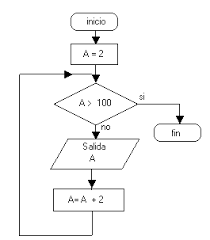 inicio
A = 2
A > 100
si
no
fin
Salida
A
A= A + 2